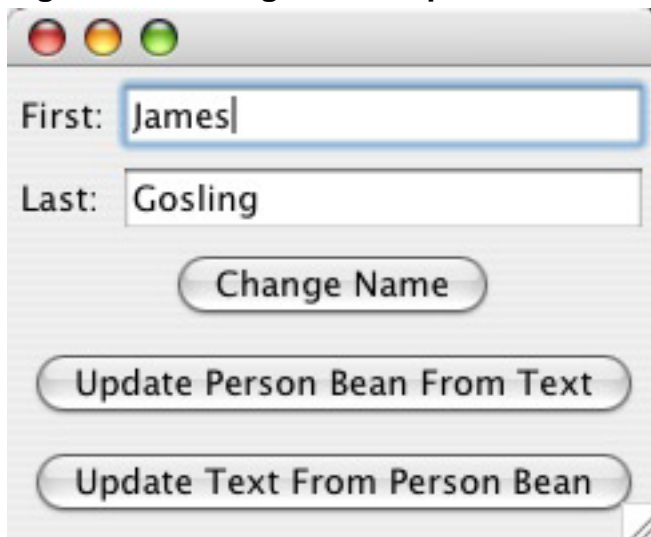 First: James
Last: Gosling
Change Name
Update Person Bean From Text
Update Text From Person Bean